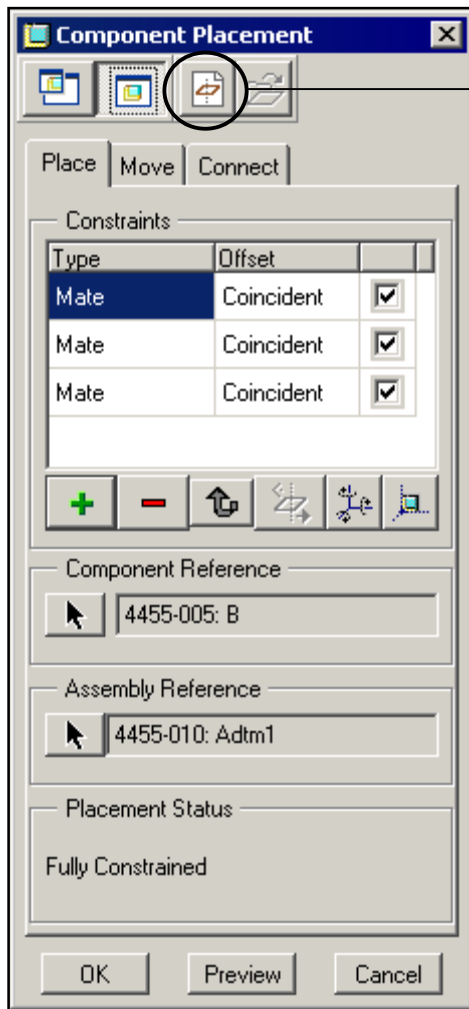 Component Placement
Place Move Connect
Constraints
Type Offset
Mate Coincident
Mate Coincident
Mate Coincident
Component Reference
4455-005: B
Assembly Reference
4455-010: Adtm1
Placement Status
Fully Constrained
OK Preview Cancel